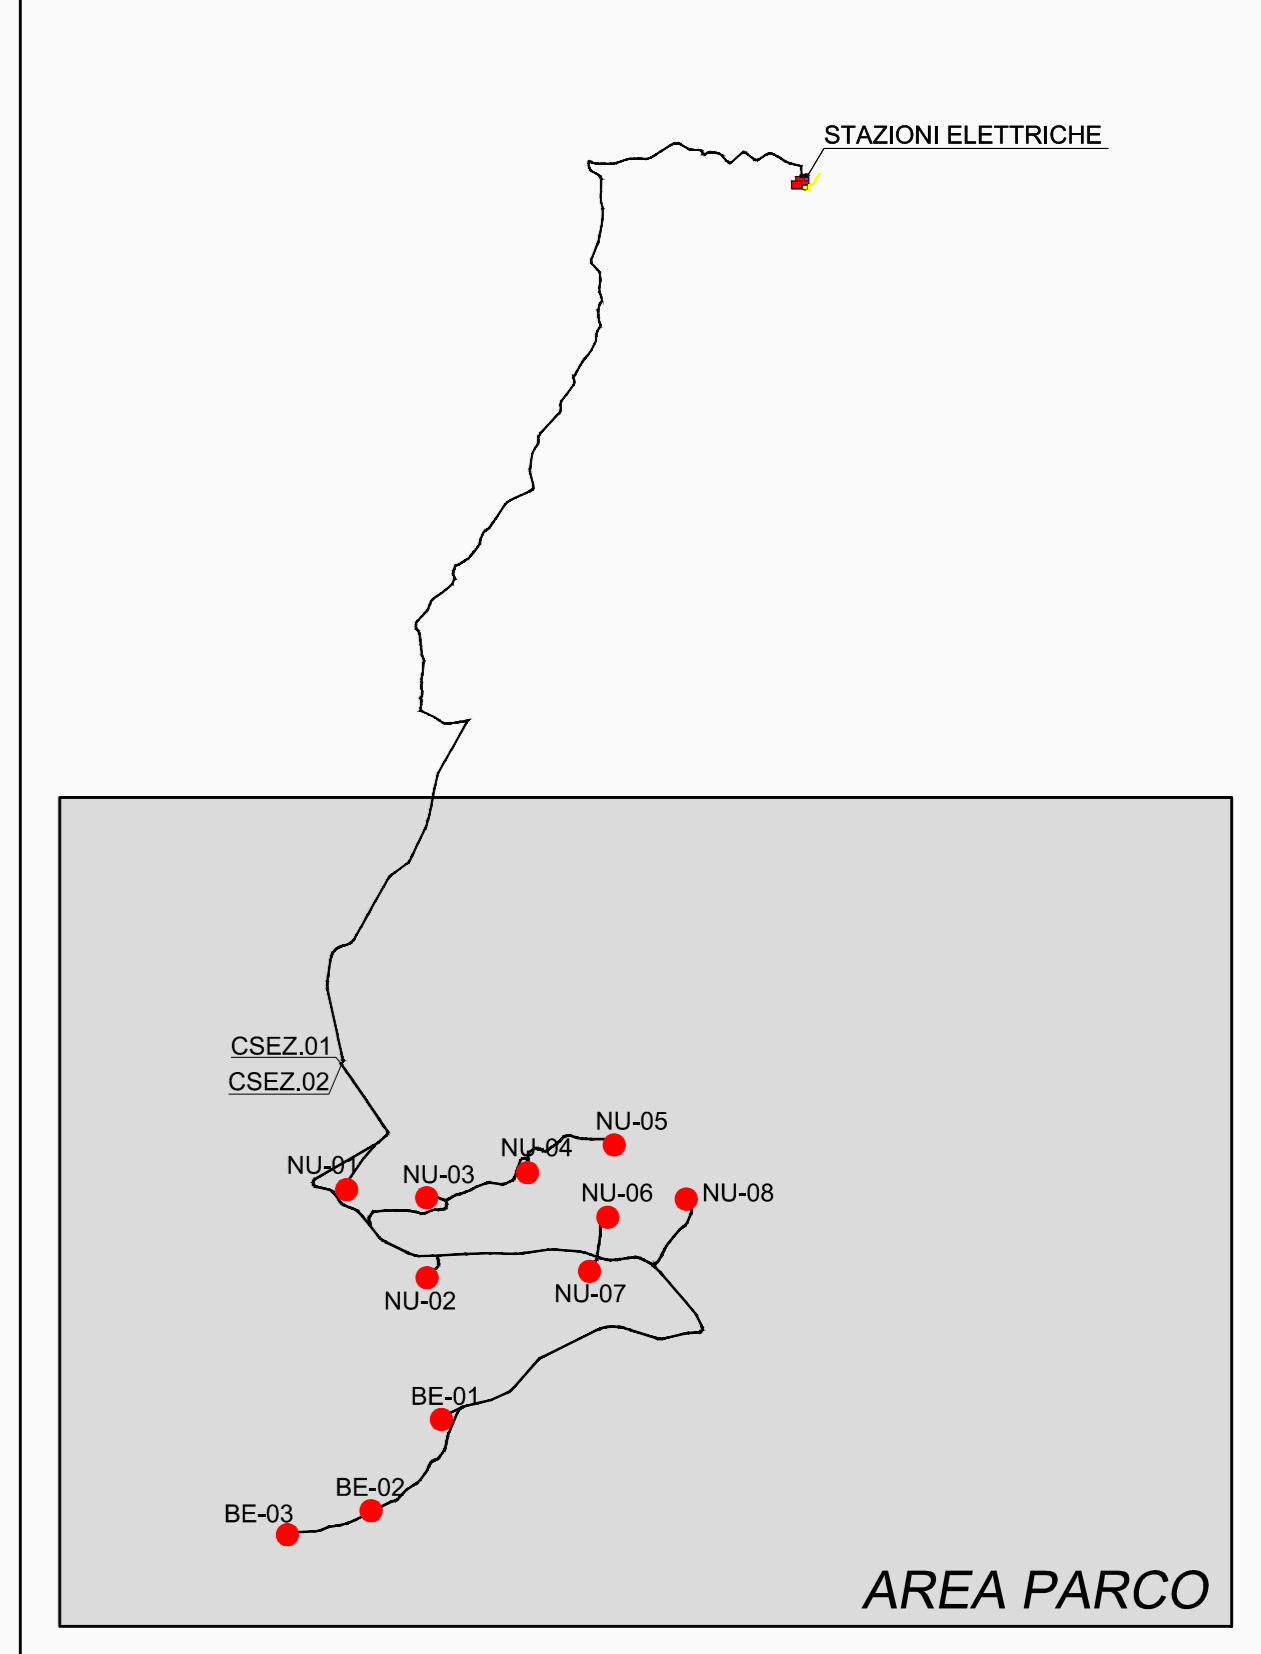 STAZIONI ELETTRICHE
CSEZ.01
CSEZ.02
NU-05
NU-04
NU-01
NU-03
NU-06
NU-08
NU-07
NU-02
BE-01
BE-02
BE-03
AREA PARCO